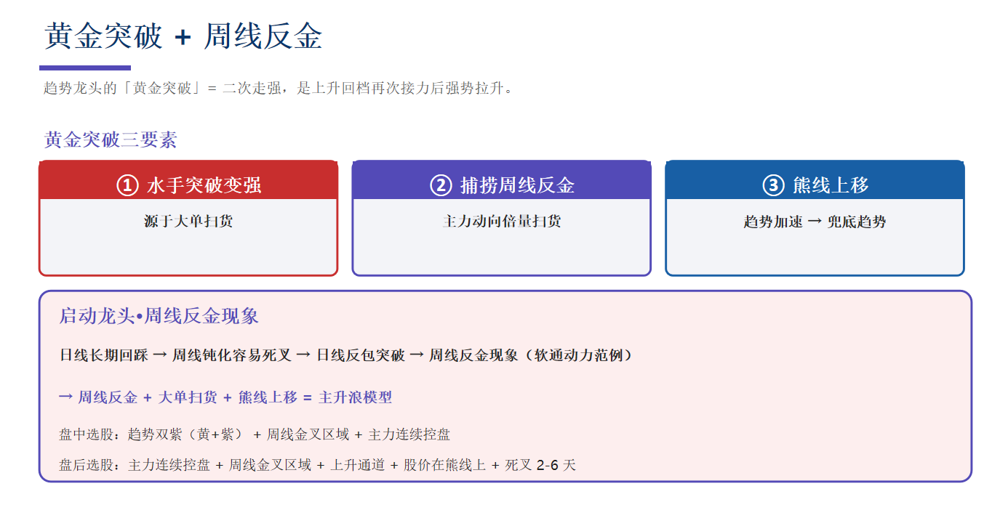 黄金突破 + 周线反金
趋势龙头的「黄金突破」= 二次走强，是上升回档再次接力后强势拉升。
黄金突破三要素
① 水手突破变强
源于大单扫货
② 捕捞周线反金
主力动向倍量扫货
③ 熊线上移
趋势加速 → 兜底趋势
启动龙头•周线反金现象
日线长期回踩 → 周线钝化容易死叉 → 日线反包突破 → 周线反金现象（软通动力范例）
→ 周线反金 + 大单扫货 + 熊线上移 = 主升浪模型
盘中选股：趋势双紫（黄+紫） + 周线金叉区域 + 主力连续控盘
盘后选股：主力连续控盘 + 周线金叉区域 + 上升通道 + 股价在熊线上 + 死叉 2-6 天